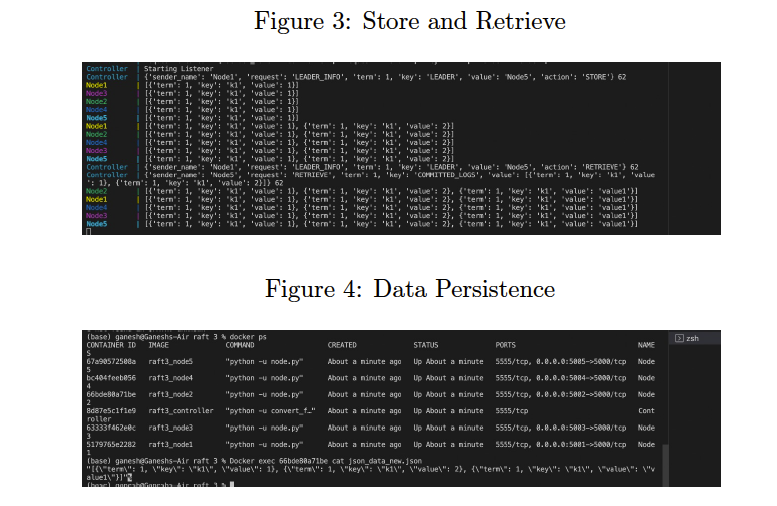 Figure 3: Store and Retrieve
Controller | Starting Listener
Controller | {'sender_name': 'Node1', 'request': 'LEADER_INFO', 'term': 1, 'key': 'LEADER', 'value': 'Node5', 'action': 'STORE'} 62
Node1 | [{'term': 1, 'key': 'k1', 'value': 1}]
Node3 | [{'term': 1, 'key': 'k1', 'value': 1}]
Node2 | [{'term': 1, 'key': 'k1', 'value': 1}]
Node4 | [{'term': 1, 'key': 'k1', 'value': 1}]
Node5 | [{'term': 1, 'key': 'k1', 'value': 1}]
Node1 | [{'term': 1, 'key': 'k1', 'value': 1}, {'term': 1, 'key': 'k1', 'value': 2}]
Node2 | [{'term': 1, 'key': 'k1', 'value': 1}, {'term': 1, 'key': 'k1', 'value': 2}]
Node4 | [{'term': 1, 'key': 'k1', 'value': 1}, {'term': 1, 'key': 'k1', 'value': 2}]
Node3 | [{'term': 1, 'key': 'k1', 'value': 1}, {'term': 1, 'key': 'k1', 'value': 2}]
Node5 | [{'term': 1, 'key': 'k1', 'value': 1}, {'term': 1, 'key': 'k1', 'value': 2}]
Controller | {'sender_name': 'Node1', 'request': 'LEADER_INFO', 'term': 1, 'key': 'LEADER', 'value': 'Node5', 'action': 'RETRIEVE'} 62
Controller | {'sender_name': 'Node5', 'request': 'RETRIEVE', 'term': 1, 'key': 'COMMITTED_LOGS', 'value': [{'term': 1, 'key': 'k1', 'value
': 1}, {'term': 1, 'key': 'k1', 'value': 2}]} 62
Node2 | [{'term': 1, 'key': 'k1', 'value': 1}, {'term': 1, 'key': 'k1', 'value': 2}, {'term': 1, 'key': 'k1', 'value': 'value1'}]
Node1 | [{'term': 1, 'key': 'k1', 'value': 1}, {'term': 1, 'key': 'k1', 'value': 2}, {'term': 1, 'key': 'k1', 'value': 'value1'}]
Node4 | [{'term': 1, 'key': 'k1', 'value': 1}, {'term': 1, 'key': 'k1', 'value': 2}, {'term': 1, 'key': 'k1', 'value': 'value1'}]
Node3 | [{'term': 1, 'key': 'k1', 'value': 1}, {'term': 1, 'key': 'k1', 'value': 2}, {'term': 1, 'key': 'k1', 'value': 'value1'}]
Node5 | [{'term': 1, 'key': 'k1', 'value': 1}, {'term': 1, 'key': 'k1', 'value': 2}, {'term': 1, 'key': 'k1', 'value': 'value1'}]
Figure 4: Data Persistence
(base) ganesh@Ganeshs-Air raft 3 % docker ps
CONTAINER ID IMAGE COMMAND CREATED STATUS PORTS NAME
S
67a90572508a raft3_node5 "python -u node.py" About a minute ago Up About a minute 5555/tcp, 0.0.0.0:5005->5000/tcp Node
5
bc404feeb056 raft3_node4 "python -u node.py" About a minute ago Up About a minute 5555/tcp, 0.0.0.0:5004->5000/tcp Node
4
66bde80a71be raft3_node2 "python -u node.py" About a minute ago Up About a minute 5555/tcp, 0.0.0.0:5002->5000/tcp Node
2
8d87e5c1f1e9 raft3_controller "python -u convert_f…" About a minute ago Up About a minute 5555/tcp Cont
roller
63333f462e0c raft3_node3 "python -u node.py" About a minute ago Up About a minute 5555/tcp, 0.0.0.0:5003->5000/tcp Node
3
5179765e2282 raft3_node1 "python -u node.py" About a minute ago Up About a minute 5555/tcp, 0.0.0.0:5001->5000/tcp Node
1
(base) ganesh@Ganeshs-Air raft 3 % Docker exec 66bde80a71be cat json_data_new.json
"[{\"term\": 1, \"key\": \"k1\", \"value\": 1}, {\"term\": 1, \"key\": \"k1\", \"value\": 2}, {\"term\": 1, \"key\": \"k1\", \"value\": \"v
alue1\"}]"%
(base) ganesh@Ganeshs-Air raft 3 %
zsh